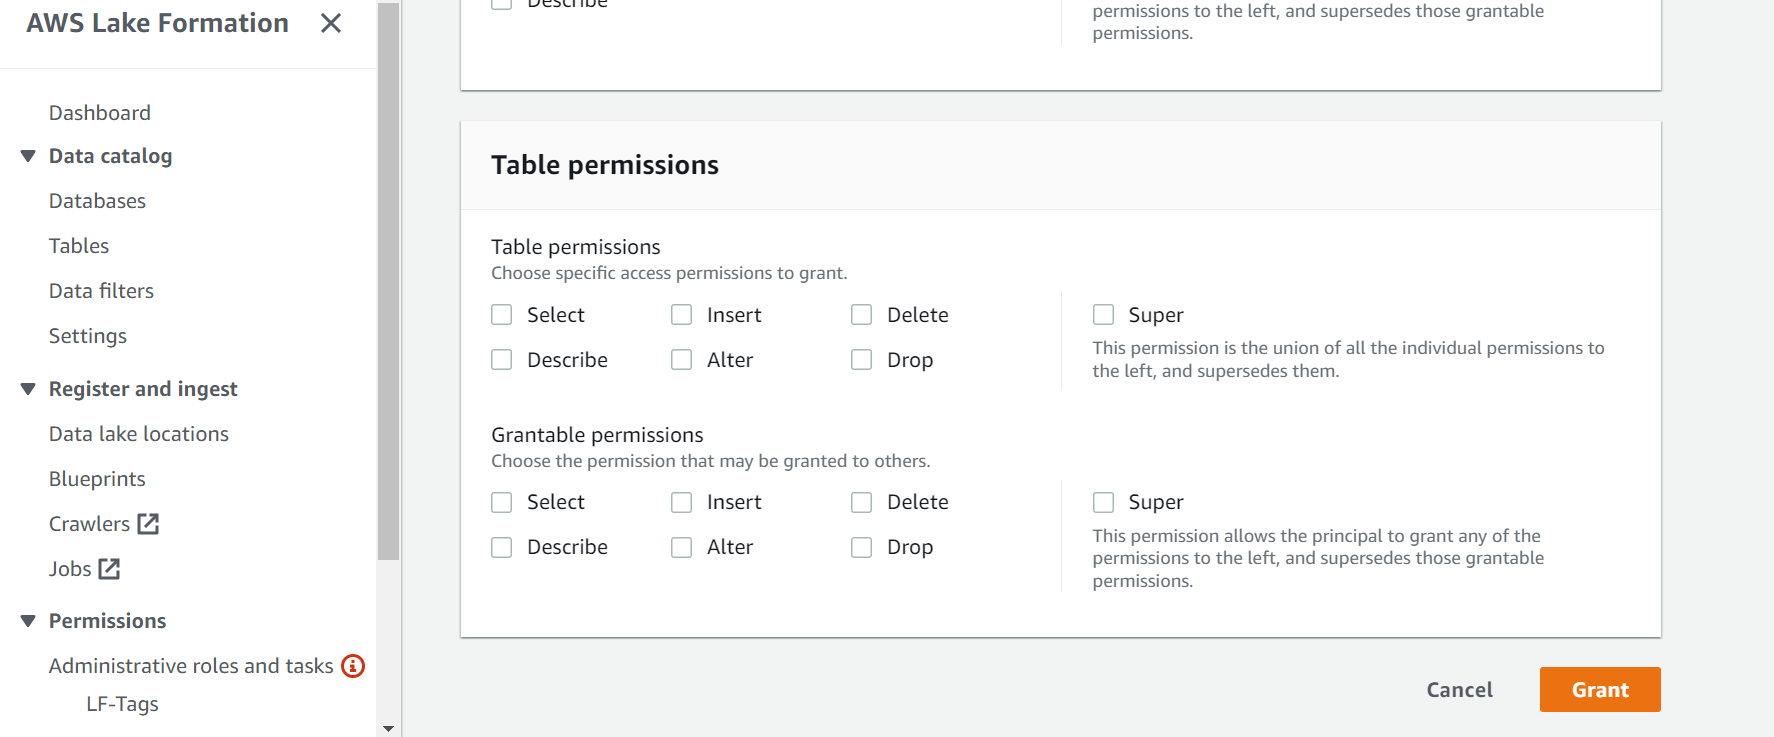 AWS Lake Formation
Dashboard
Data catalog
Databases
Tables
Data filters
Settings
Register and ingest
Data lake locations
Blueprints
Crawlers
Jobs
Permissions
Administrative roles and tasks
LF-Tags
Describe
permissions to the left, and supersedes those grantable
permissions.
Table permissions
Table permissions
Choose specific access permissions to grant.
Select Insert Delete Super
Describe Alter Drop
This permission is the union of all the individual permissions to
the left, and supersedes them.
Grantable permissions
Choose the permission that may be granted to others.
Select Insert Delete Super
Describe Alter Drop
This permission allows the principal to grant any of the
permissions to the left, and supersedes those grantable
permissions.
Cancel Grant